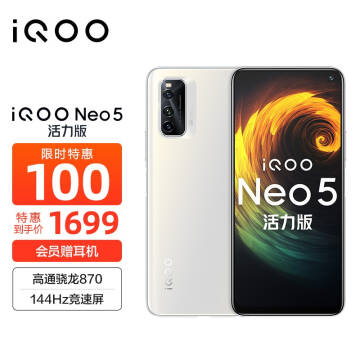 iQOO
iQOO Neo5
活力版
限时特惠
100
特惠
到手价
1699
会员赠耳机
高通骁龙870
144Hz竞速屏
iQOO
iQOO
Neo5
活力版